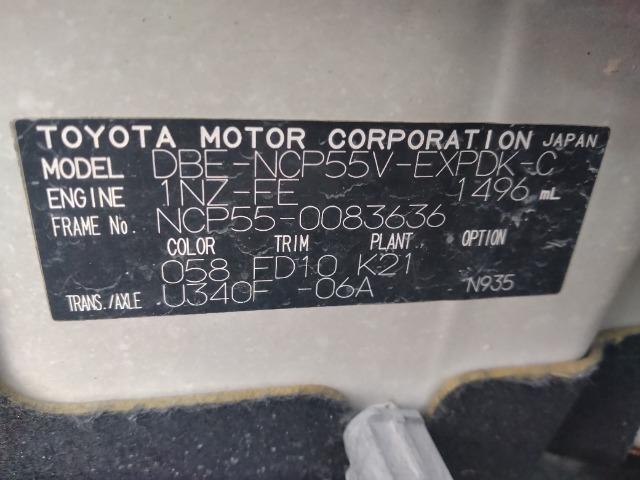 TOYOTA MOTOR CORPORATION JAPAN
MODEL DBE-NCP55V-EXPDK-C
ENGINE 1NZ-FE 1496 mL
FRAME No. NCP55-0083636
COLOR TRIM PLANT OPTION
058 FD10 K21
TRANS./AXLE U340F -06A N935